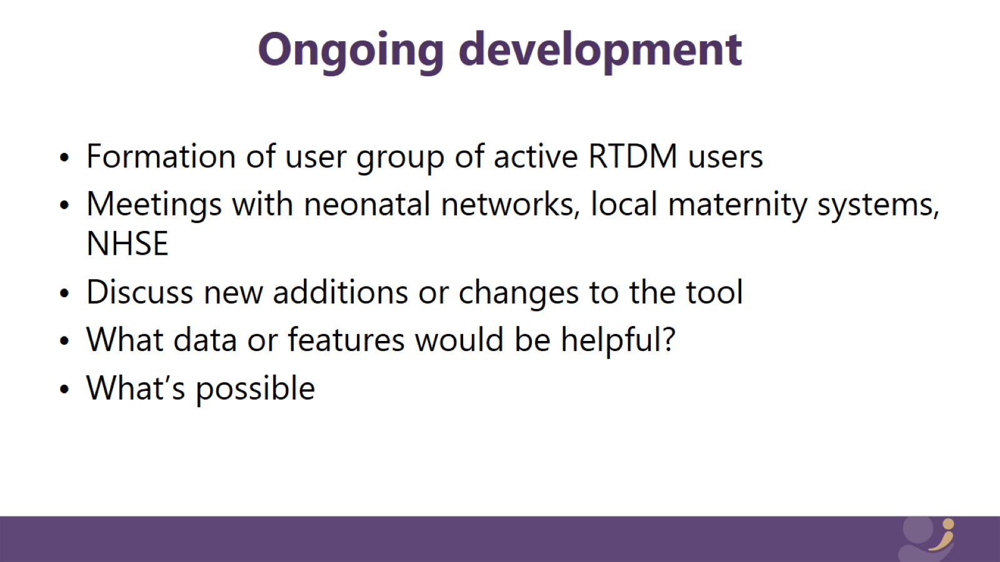 Ongoing development
• Formation of user group of active RTDM users
• Meetings with neonatal networks, local maternity systems,
NHSE
• Discuss new additions or changes to the tool
• What data or features would be helpful?
• What’s possible